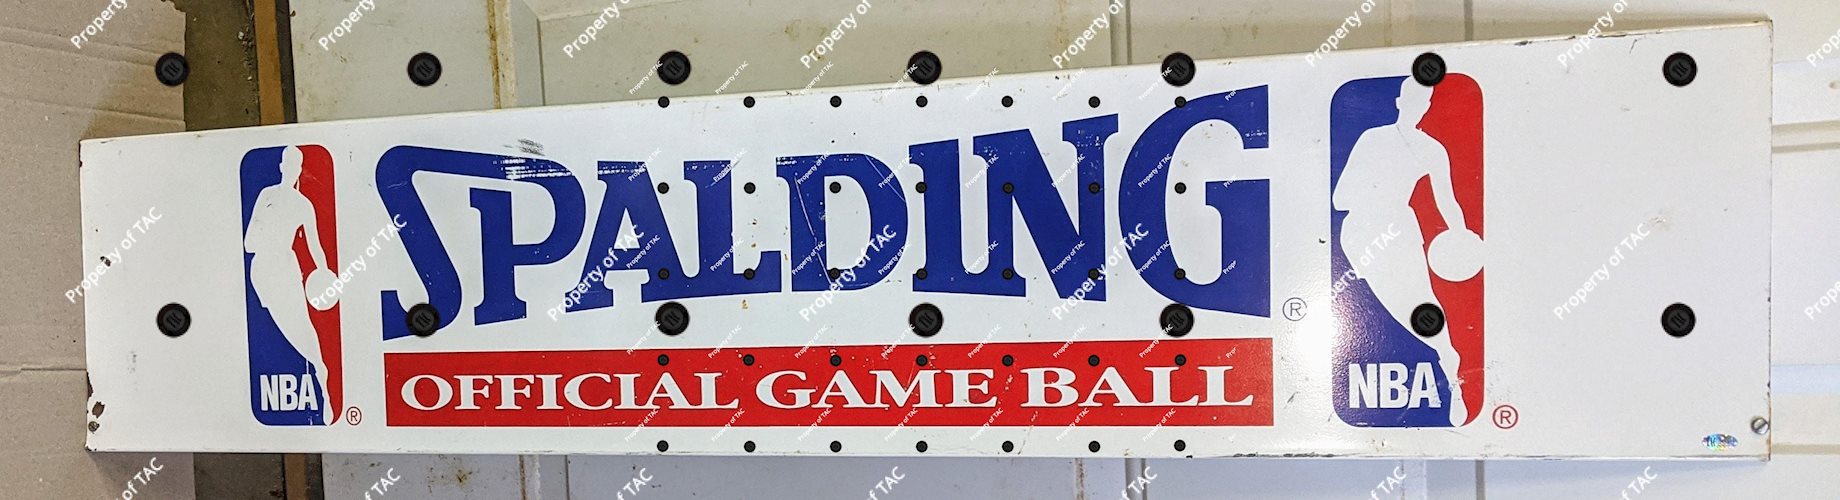 SPALDING®
OFFICIAL GAME BALL
NBA ®
NBA ®
Property of TAC